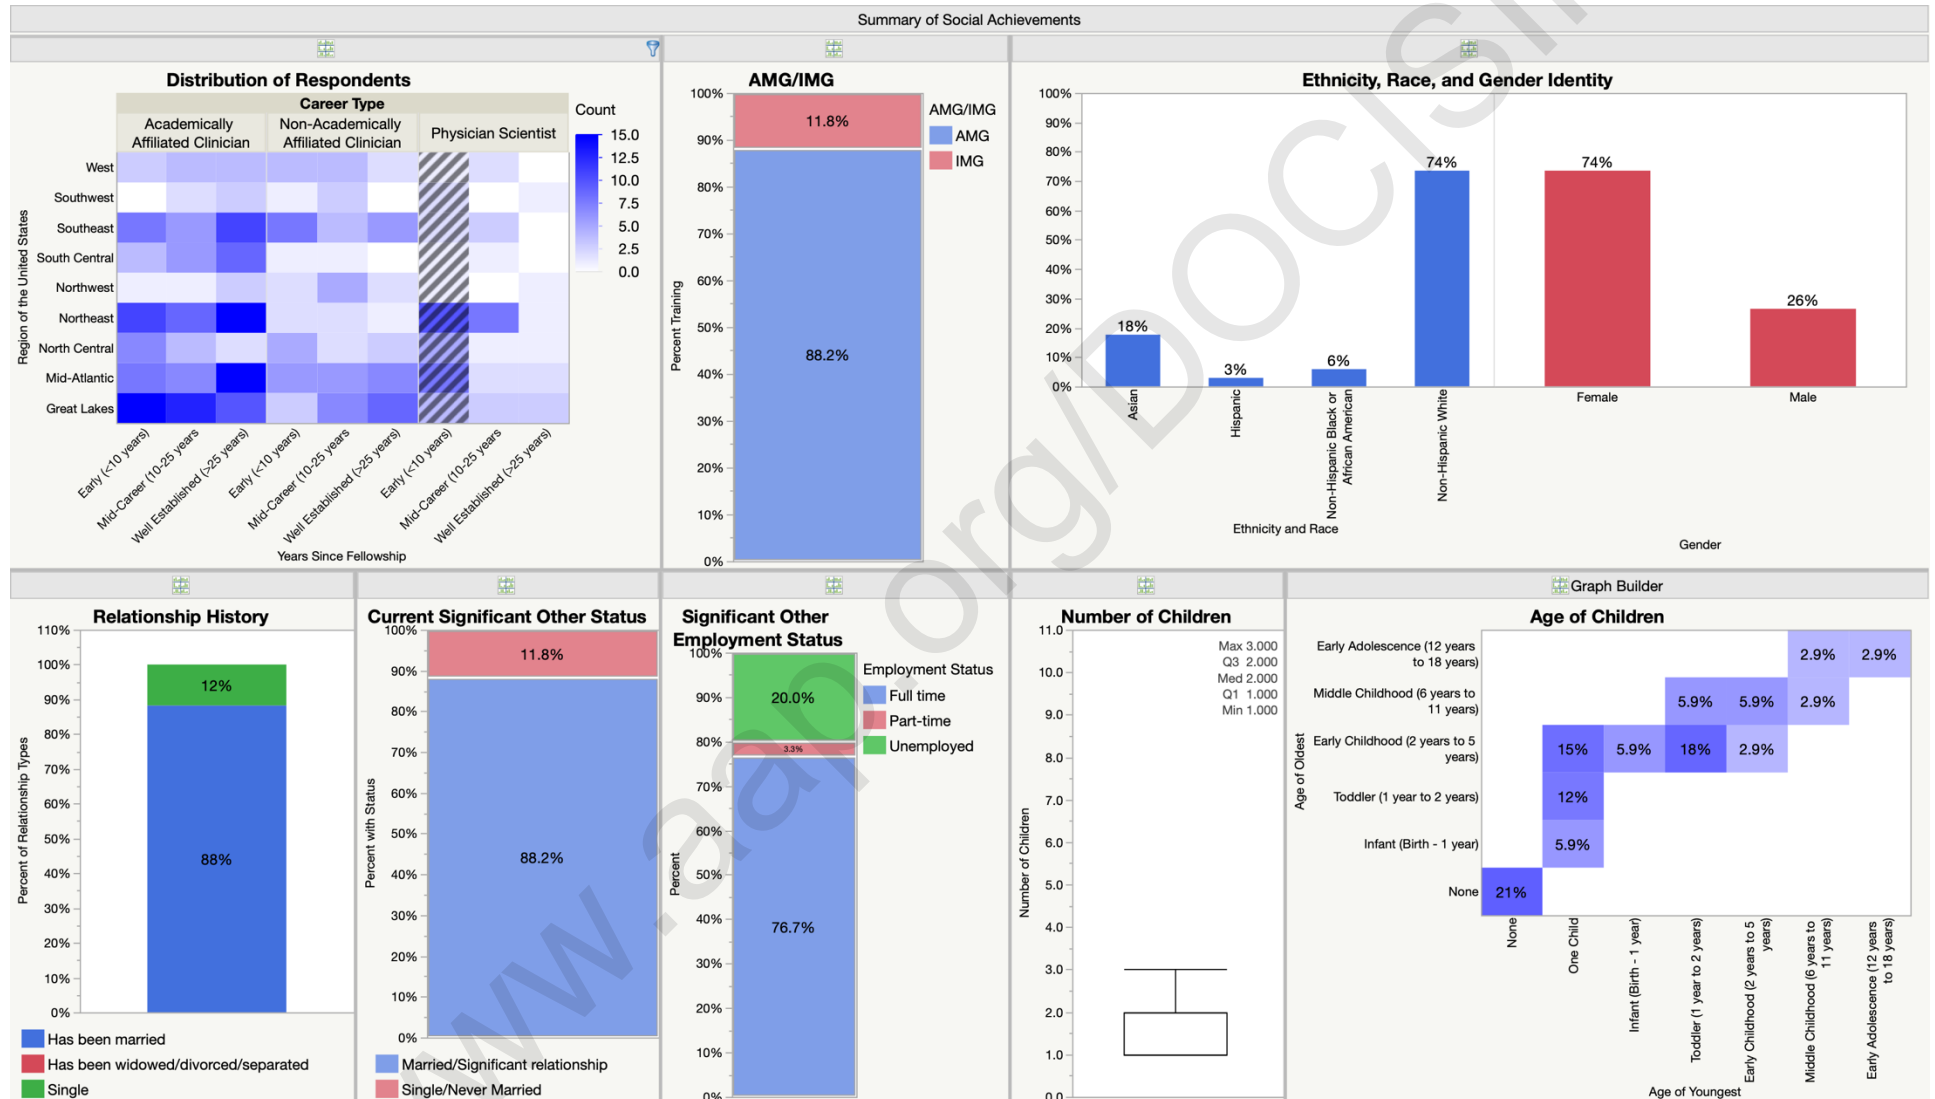 Summary of Social Achievements
Distribution of Respondents
Career Type
Academically
Affiliated Clinician
Non-Academically
Affiliated Clinician
Physician Scientist
Count
15.0
12.5
10.0
7.5
5.0
2.5
0.0
Region of the United States
West
Southwest
Southeast
South Central
Northwest
Northeast
North Central
Mid-Atlantic
Great Lakes
Early (<10 years)
Mid-Career (10-25 years
Well Established (>25 years)
Early (<10 years)
Mid-Career (10-25 years
Well Established (>25 years)
Early (<10 years)
Mid-Career (10-25 years
Well Established (>25 years)
Years Since Fellowship
AMG/IMG
Percent Training
100%
90%
80%
70%
60%
50%
40%
30%
20%
10%
0%
11.8%
88.2%
AMG/IMG
AMG
IMG
Ethnicity, Race, and Gender Identity
100%
90%
80%
70%
60%
50%
40%
30%
20%
10%
0%
18%
3%
6%
74%
74%
26%
Asian
Hispanic
Non-Hispanic Black or
African American
Non-Hispanic White
Female
Male
Ethnicity and Race
Gender
Relationship History
Percent of Relationship Types
110%
100%
90%
80%
70%
60%
50%
40%
30%
20%
10%
0%
12%
88%
Has been married
Has been widowed/divorced/separated
Single
Current Significant Other Status
Percent with Status
100%
90%
80%
70%
60%
50%
40%
30%
20%
10%
0%
11.8%
88.2%
Married/Significant relationship
Single/Never Married
Significant Other
Employment Status
Percent
100%
90%
80%
70%
60%
50%
40%
30%
20%
10%
0%
20.0%
3.3%
76.7%
Employment Status
Full time
Part-time
Unemployed
Number of Children
Number of Children
11.0
10.0
9.0
8.0
7.0
6.0
5.0
4.0
3.0
2.0
1.0
0.0
Max 3.000
Q3 2.000
Med 2.000
Q1 1.000
Min 1.000
Graph Builder
Age of Children
Age of Oldest
Early Adolescence (12 years
to 18 years)
2.9%
2.9%
Middle Childhood (6 years to
11 years)
5.9%
5.9%
2.9%
Early Childhood (2 years to 5
years)
15%
5.9%
18%
2.9%
Toddler (1 year to 2 years)
12%
Infant (Birth - 1 year)
5.9%
None
21%
None
One Child
Infant (Birth - 1 year)
Toddler (1 year to 2 years)
Early Childhood (2 years to 5
years)
Middle Childhood (6 years to
11 years)
Early Adolescence (12 years
to 18 years)
Age of Youngest